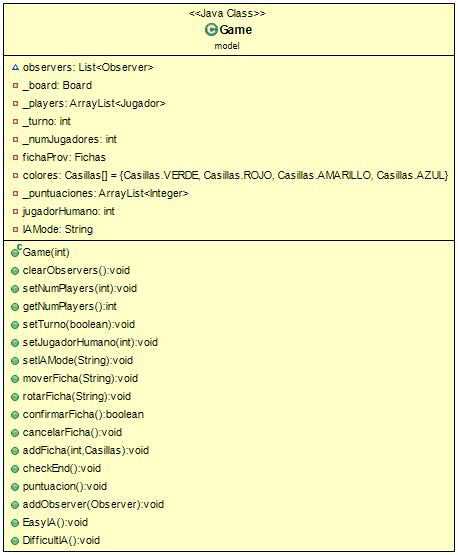 <<Java Class>>
Game
model
observers: List<Observer>
_board: Board
_players: ArrayList<Jugador>
_turno: int
_numJugadores: int
fichaProv: Fichas
colores: Casillas[] = {Casillas.VERDE, Casillas.ROJO, Casillas.AMARILLO, Casillas.AZUL}
_puntuaciones: ArrayList<Integer>
jugadorHumano: int
IAMode: String
Game(int)
clearObservers():void
setNumPlayers(int):void
getNumPlayers():int
setTurno(boolean):void
setJugadorHumano(int):void
setIAMode(String):void
moverFicha(String):void
rotarFicha(String):void
confirmarFicha():boolean
cancelarFicha():void
addFicha(int,Casillas):void
checkEnd():void
puntuacion():void
addObserver(Observer):void
EasyIA():void
DifficultIA():void